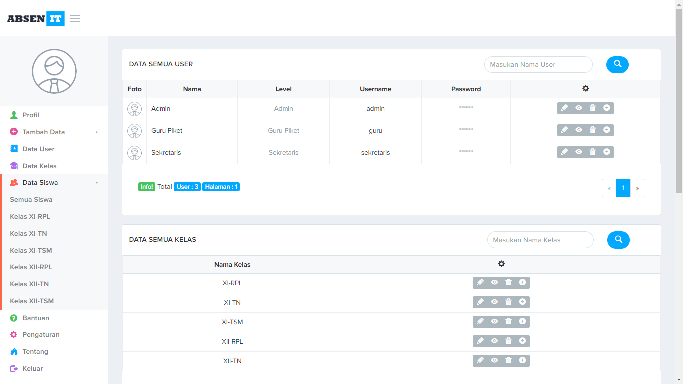 ABSEN IT
Profil
Tambah Data
Data User
Data Kelas
Data Siswa
Semua Siswa
Kelas XI-RPL
Kelas XI-TN
Kelas XI-TSM
Kelas XII-RPL
Kelas XII-TN
Kelas XII-TSM
Bantuan
Pengaturan
Tentang
Keluar
DATA SEMUA USER
Masukan Nama User
Foto Name Level Username Password
Admin Admin admin ******
Guru Piket Guru Piket guru ******
Sekretaris Sekretaris sekretaris ******
Info! Total User : 3 Halaman : 1
« 1 »
DATA SEMUA KELAS
Masukan Nama Kelas
Nama Kelas
XI-RPL
XI-TN
XI-TSM
XII-RPL
XII-TN